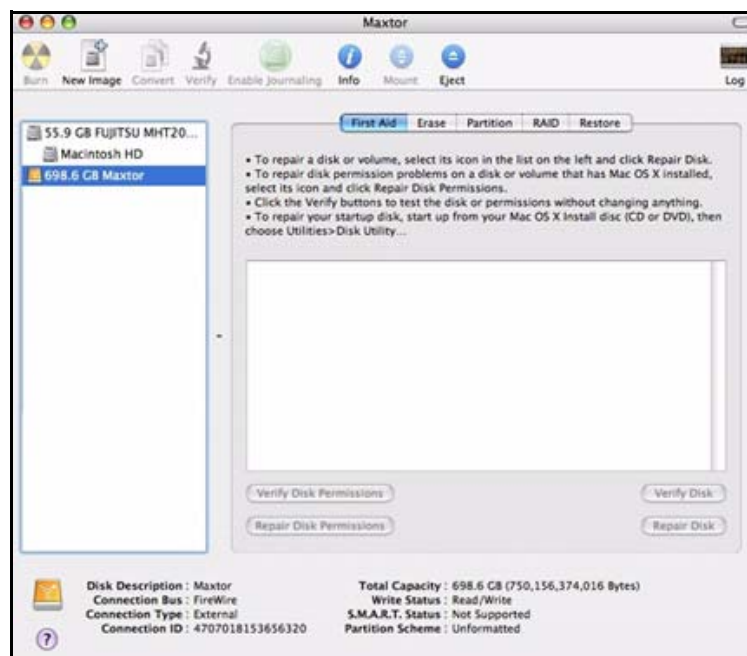 Maxtor
Burn New Image Convert Verify Enable Journaling Info Mount Eject Log
First Aid Erase Partition RAID Restore
55.9 GB FUJITSU MHT20...
Macintosh HD
698.6 GB Maxtor
• To repair a disk or volume, select its icon in the list on the left and click Repair Disk.
• To repair disk permission problems on a disk or volume that has Mac OS X installed,
select its icon and click Repair Disk Permissions.
• Click the Verify buttons to test the disk or permissions without changing anything.
• To repair your startup disk, start up from your Mac OS X Install disc (CD or DVD), then
choose Utilities>Disk Utility...
Verify Disk Permissions Verify Disk
Repair Disk Permissions Repair Disk
Disk Description : Maxtor
Connection Bus : FireWire
Connection Type : External
Connection ID : 4707018153656320
Total Capacity : 698.6 GB (750,156,374,016 Bytes)
Write Status : Read/Write
S.M.A.R.T. Status : Not Supported
Partition Scheme : Unformatted
?